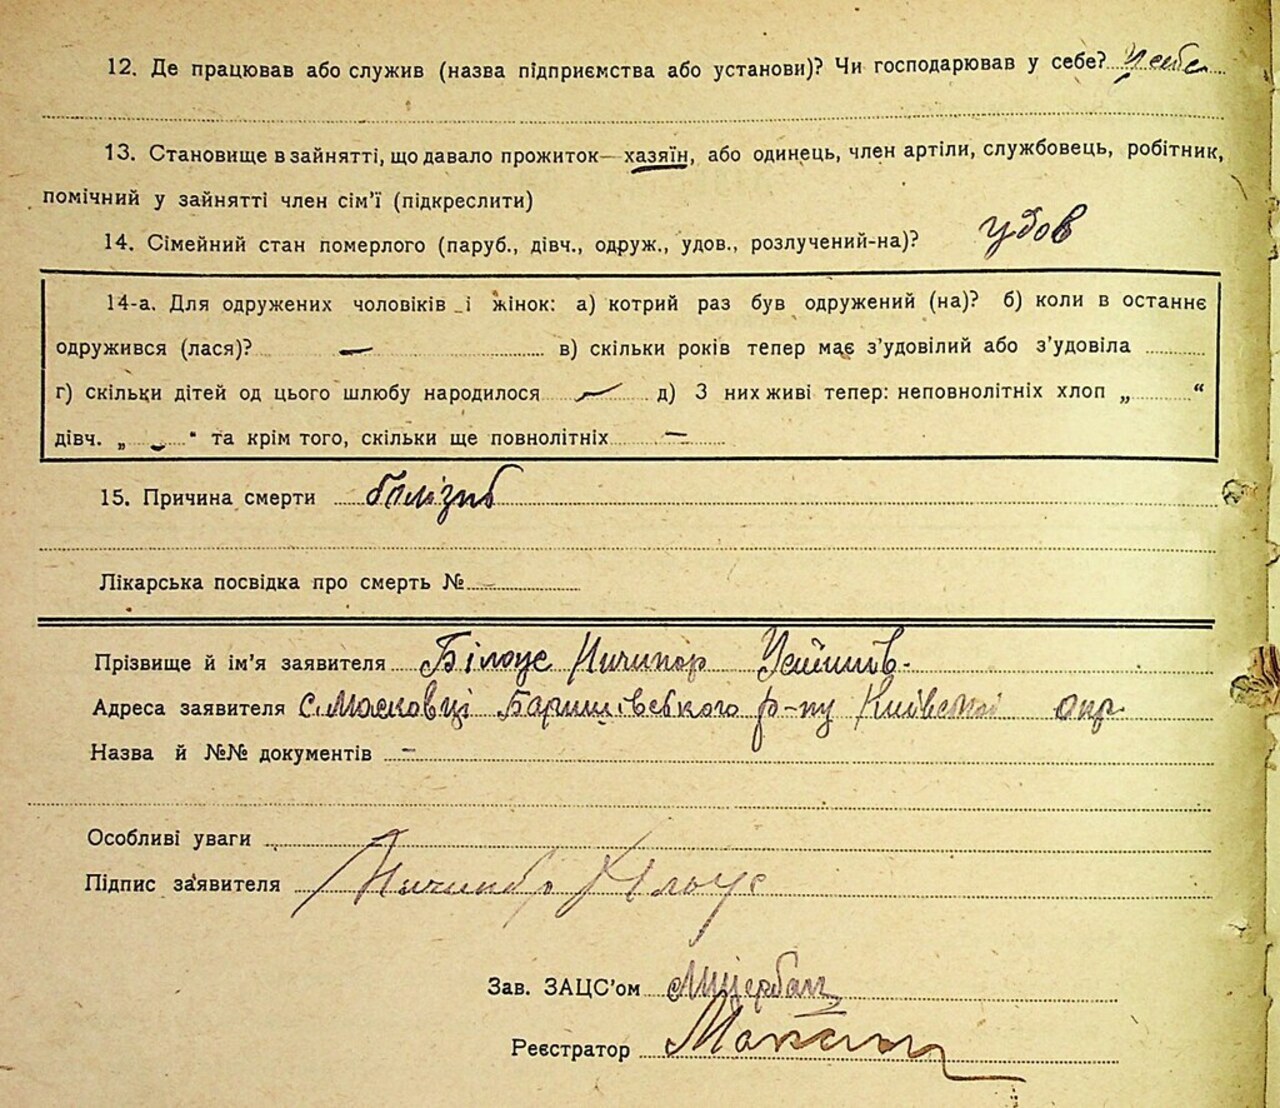 12. Де працював або служив (назва підприємства або установи)? Чи господарював у себе? У себе
13. Становище в зайнятті, що давало прожиток— хазяїн, або одинець, член артіли, службовець, робітник,
помічний у зайнятті член сім'ї (підкреслити)
14. Сімейний стан померлого (паруб., дівч., одруж., удов., розлучений-на)? удов
14-а. Для одружених чоловіків і жінок: а) котрий раз був одружений (на)? б) коли в останнє
одружився (лася)? — в) скільки років тепер має з'удовілий або з'удовіла
г) скільки дітей од цього шлюбу народилося — д) З них живі тепер: неповнолітніх хлоп „ “
дівч. „ — “ та крім того, скільки ще повнолітніх —
15. Причина смерти
Лікарська посвідка про смерть № —
Прізвище й ім'я заявителя Білоус Ничипор
Адреса заявителя с. Московці Баришівського р-ну Київської окр
Назва й №№ документів —
Особливі уваги
Підпис заявителя Ничипор Білоус
Зав. ЗАЦС'ом
Реєстратор